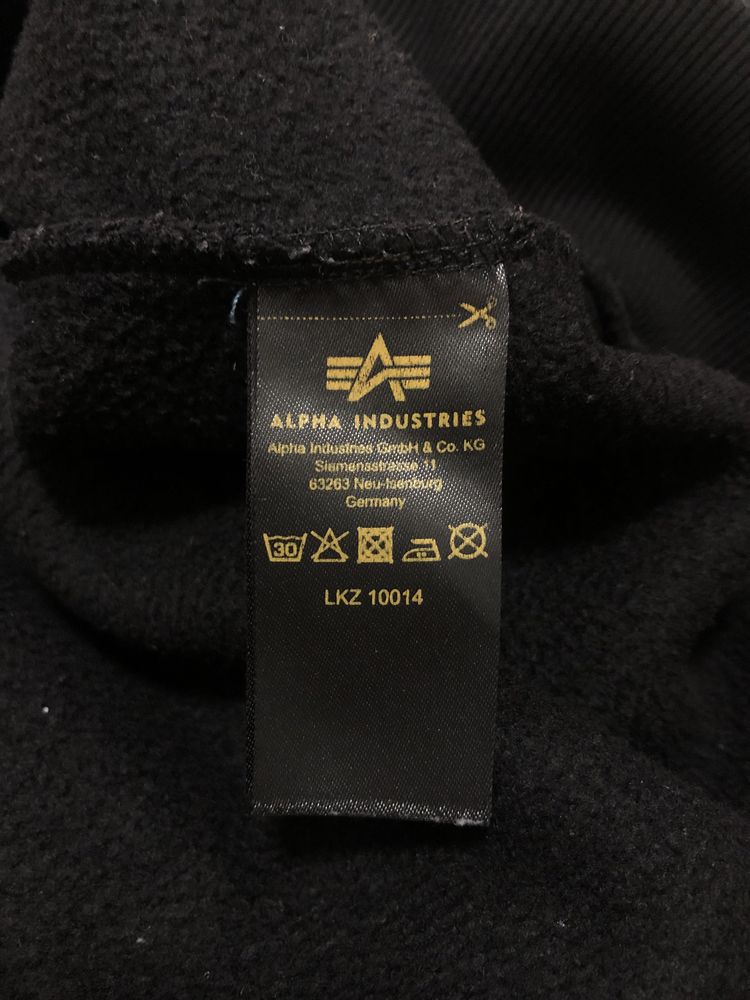 ALPHA INDUSTRIES
Alpha Industries GmbH & Co. KG
Siemensstrasse 11
63263 Neu-Isenburg
Germany
30
LKZ 10014